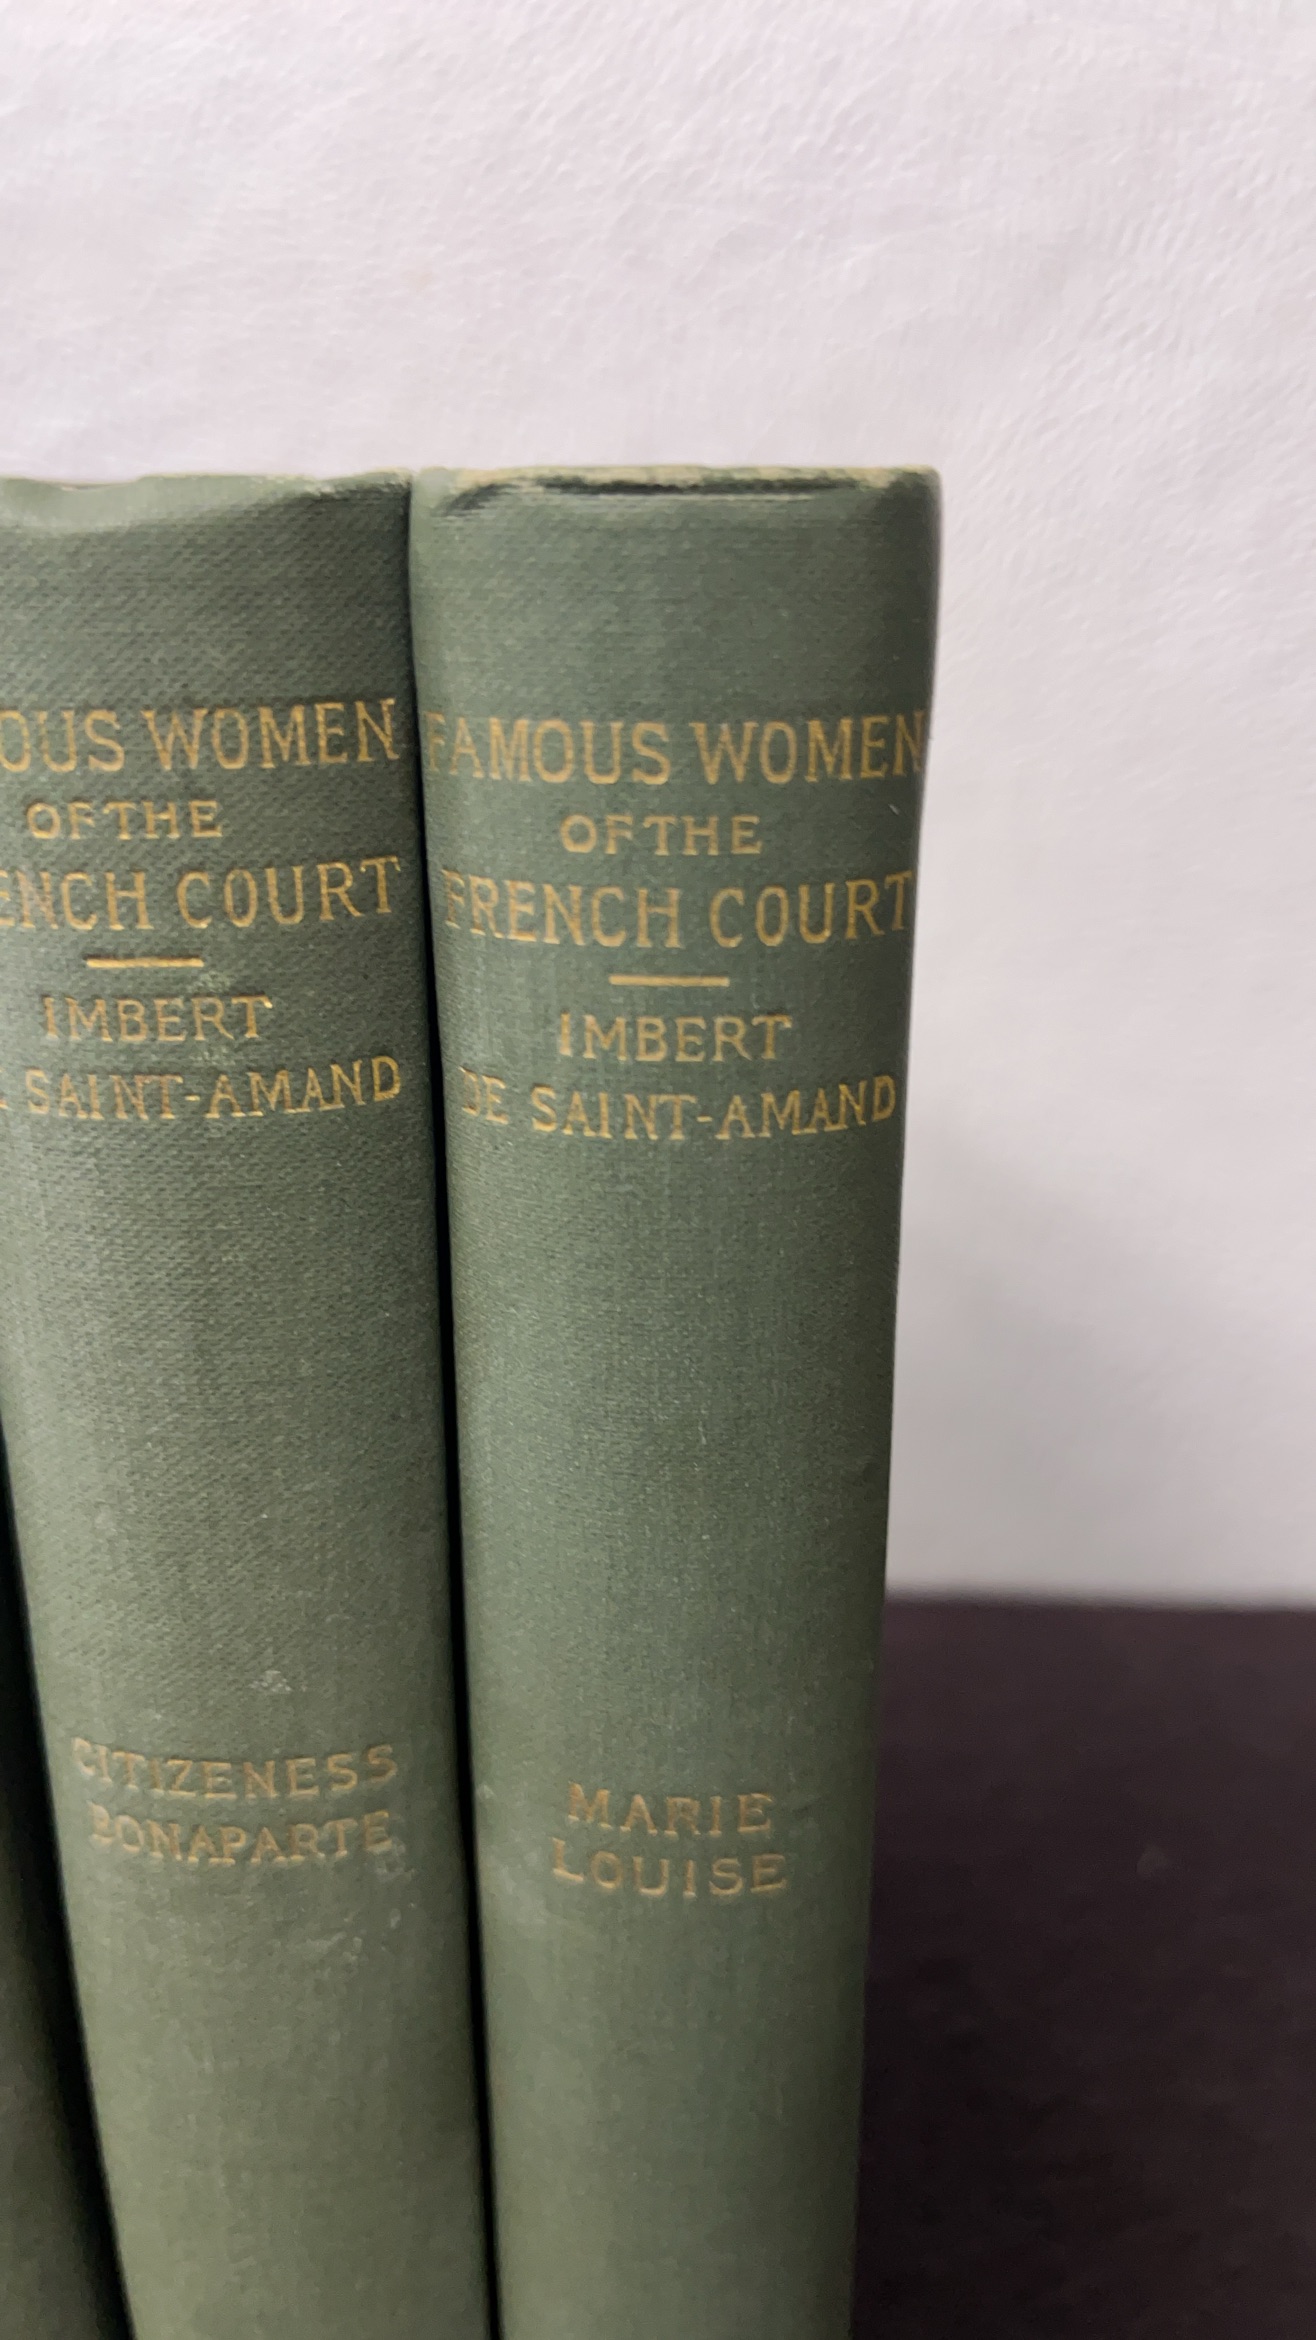 OUS WOMEN
OF THE
ENCH COURT
IMBERT
SAINT-AMAND
CITIZENESS
BONAPARTE
FAMOUS WOMEN
OF THE
FRENCH COURT
IMBERT
DE SAINT-AMAND
MARIE
LOUISE